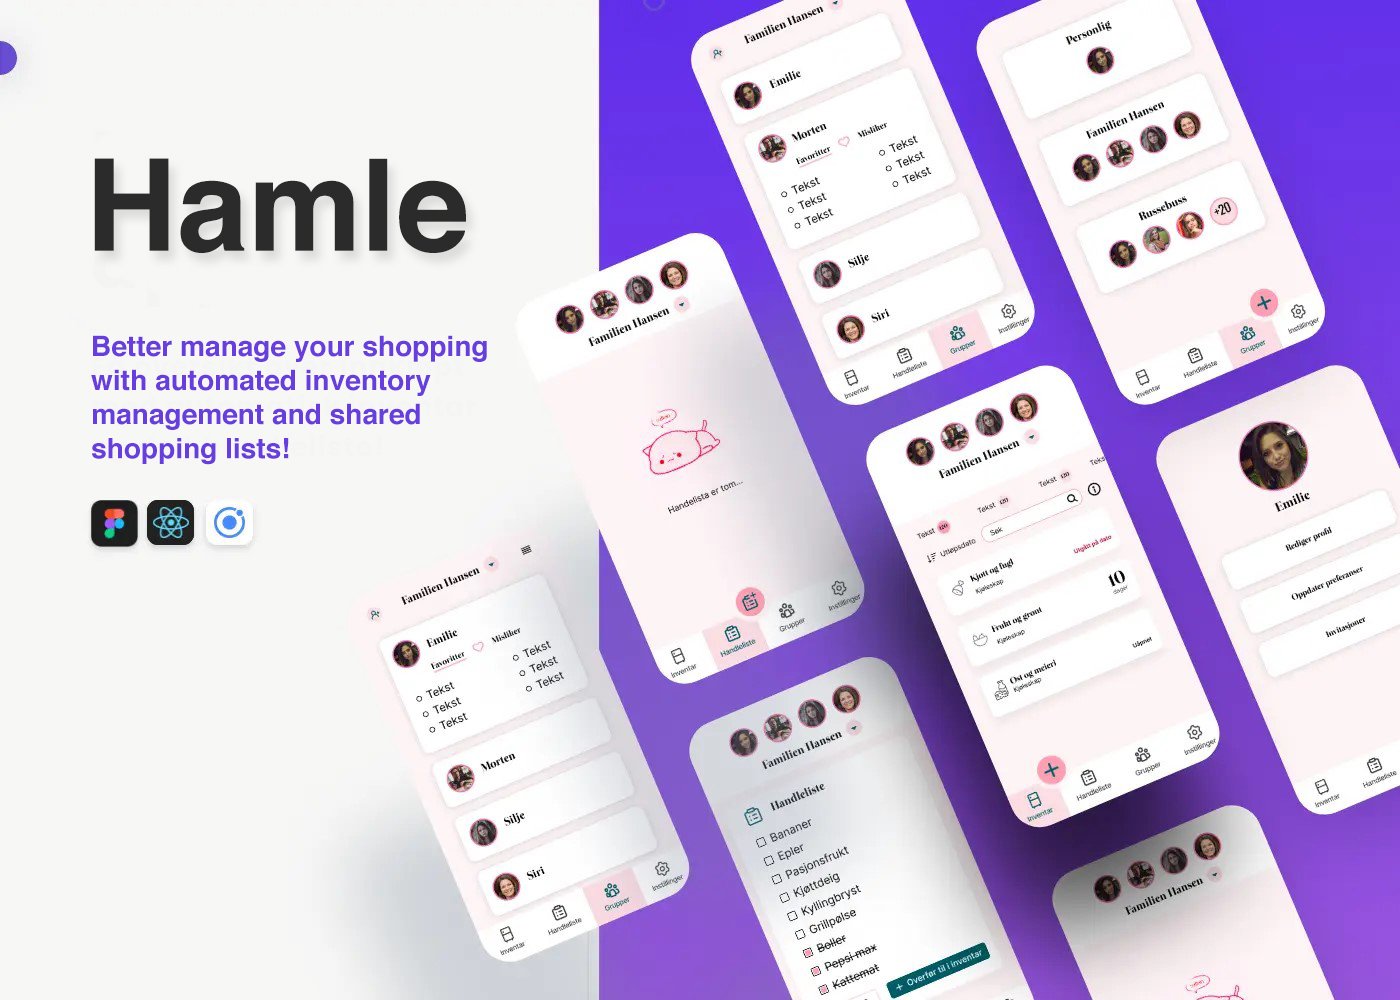 Hamle
Better manage your shopping
with automated inventory
management and shared
shopping lists!
Familien Hansen
Emilie
Morten
Favoritter
Misliker
Tekst
Tekst
Tekst
Tekst
Tekst
Tekst
Silje
Siri
Inventar
Handleliste
Grupper
Instillinger
Personlig
Familien Hansen
Russebuss
+20
Inventar
Handleliste
Grupper
Instillinger
Familien Hansen
Handlelista er tom...
Inventar
Handleliste
Grupper
Instillinger
Familien Hansen
Tekst
Tekst
Tekst
Søk
Utløpsdato
Kjøtt og fugl
Kjøleskap
Utgått på dato
Frukt og grønt
Kjøleskap
10
dager
Ost og meieri
Kjøleskap
Uåpnet
Inventar
Handleliste
Grupper
Instillinger
Emilie
Rediger profil
Oppdater preferanser
Invitasjoner
Inventar
Handleliste
Familien Hansen
Emilie
Favoritter
Misliker
Tekst
Tekst
Tekst
Tekst
Tekst
Tekst
Morten
Silje
Siri
Inventar
Handleliste
Grupper
Instillinger
Familien Hansen
Handleliste
Bananer
Epler
Pasjonsfrukt
Kjøttdeig
Kyllingbryst
Grillpølse
Boller
Pepsi max
Kattemat
+ Overfør til i inventar
Familien Hansen